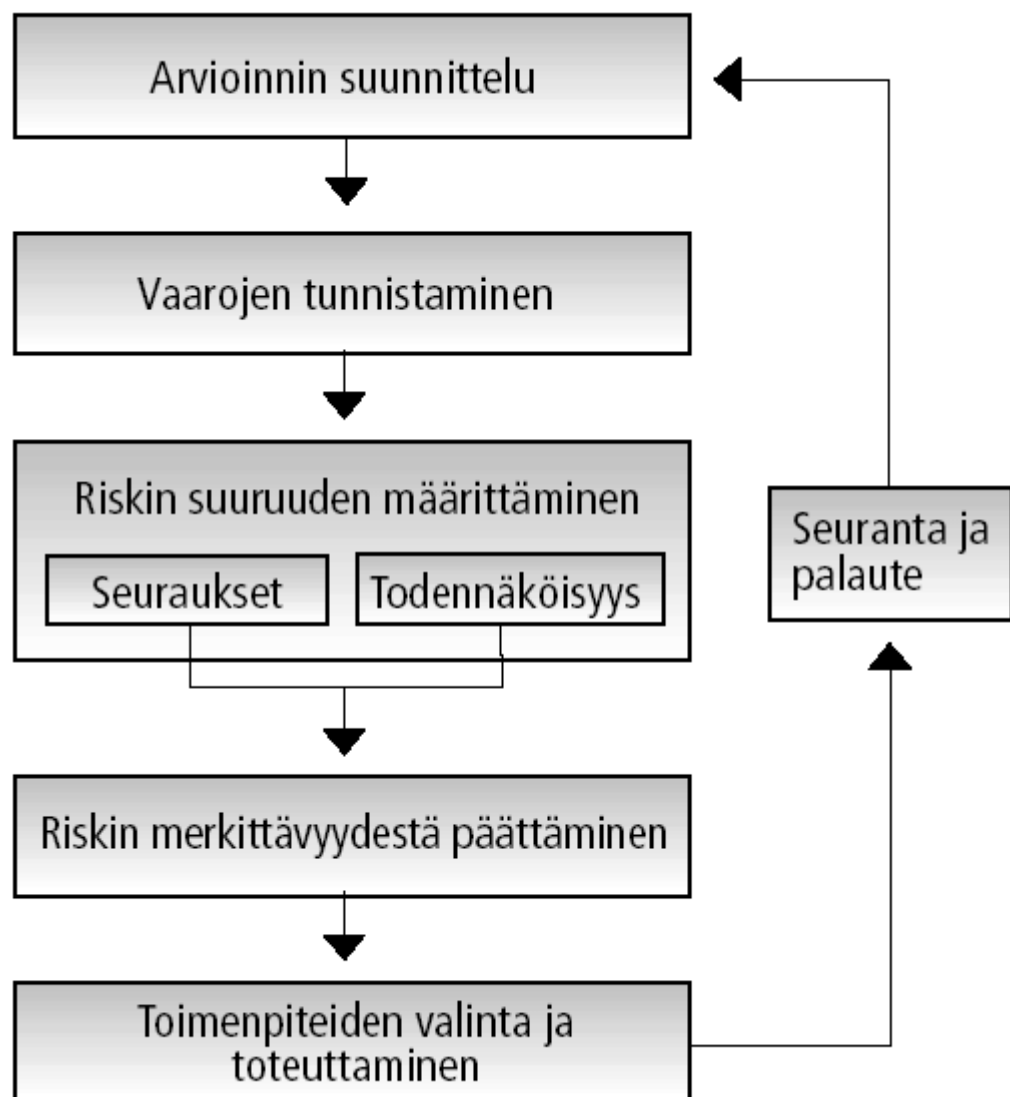 Arvioinnin suunnittelu
Vaarojen tunnistaminen
Riskin suuruuden määrittäminen
Seuraukset
Todennäköisyys
Riskin merkittävyydestä päättäminen
Toimenpiteiden valinta ja
toteuttaminen
Seuranta ja
palaute